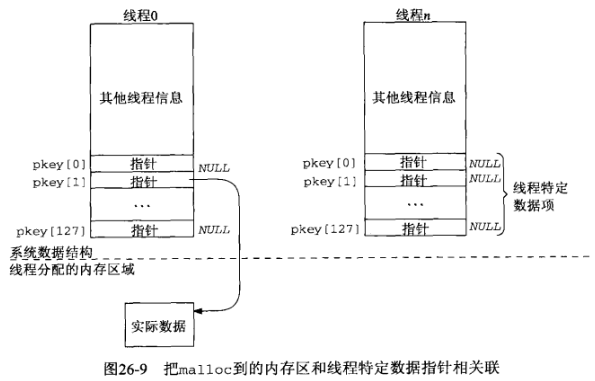 线程0
其他线程信息
pkey[0] 指针 NULL
pkey[1] 指针
...
pkey[127] 指针 NULL
线程n
其他线程信息
pkey[0] 指针 NULL
pkey[1] 指针 NULL
...
pkey[127] 指针 NULL
线程特定
数据项
系统数据结构
线程分配的内存区域
实际数据
图26-9 把malloc到的内存区和线程特定数据指针相关联